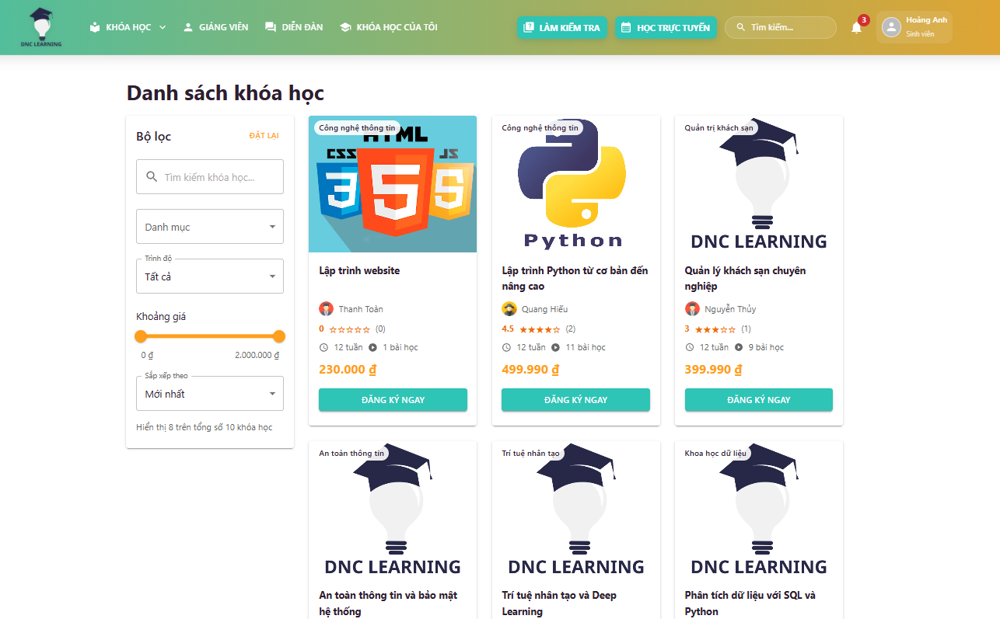 DNC LEARNING
KHÓA HỌC
GIẢNG VIÊN
DIỄN ĐÀN
KHÓA HỌC CỦA TÔI
LÀM KIỂM TRA
HỌC TRỰC TUYẾN
Tìm kiếm...
3
Hoàng Anh
Sinh viên
Danh sách khóa học
Bộ lọc
ĐẶT LẠI
Tìm kiếm khóa học...
Danh mục
Trình độ
Tất cả
Khoảng giá
0 ₫
2.000.000 ₫
Sắp xếp theo
Mới nhất
Hiển thị 8 trên tổng số 10 khóa học
Công nghệ thông tin
HTML
CSS
JS
3
5
5
Lập trình website
Thanh Toàn
0 (0)
12 tuần 1 bài học
230.000 ₫
ĐĂNG KÝ NGAY
Công nghệ thông tin
Python
Lập trình Python từ cơ bản đến
nâng cao
Quang Hiếu
4.5 (2)
12 tuần 11 bài học
499.990 ₫
ĐĂNG KÝ NGAY
Quản trị khách sạn
DNC LEARNING
Quản lý khách sạn chuyên
nghiệp
Nguyễn Thủy
3 (1)
12 tuần 9 bài học
399.990 ₫
ĐĂNG KÝ NGAY
An toàn thông tin
DNC LEARNING
An toàn thông tin và bảo mật
hệ thống
Trí tuệ nhân tạo
DNC LEARNING
Trí tuệ nhân tạo và Deep
Learning
Khoa học dữ liệu
DNC LEARNING
Phân tích dữ liệu với SQL và
Python